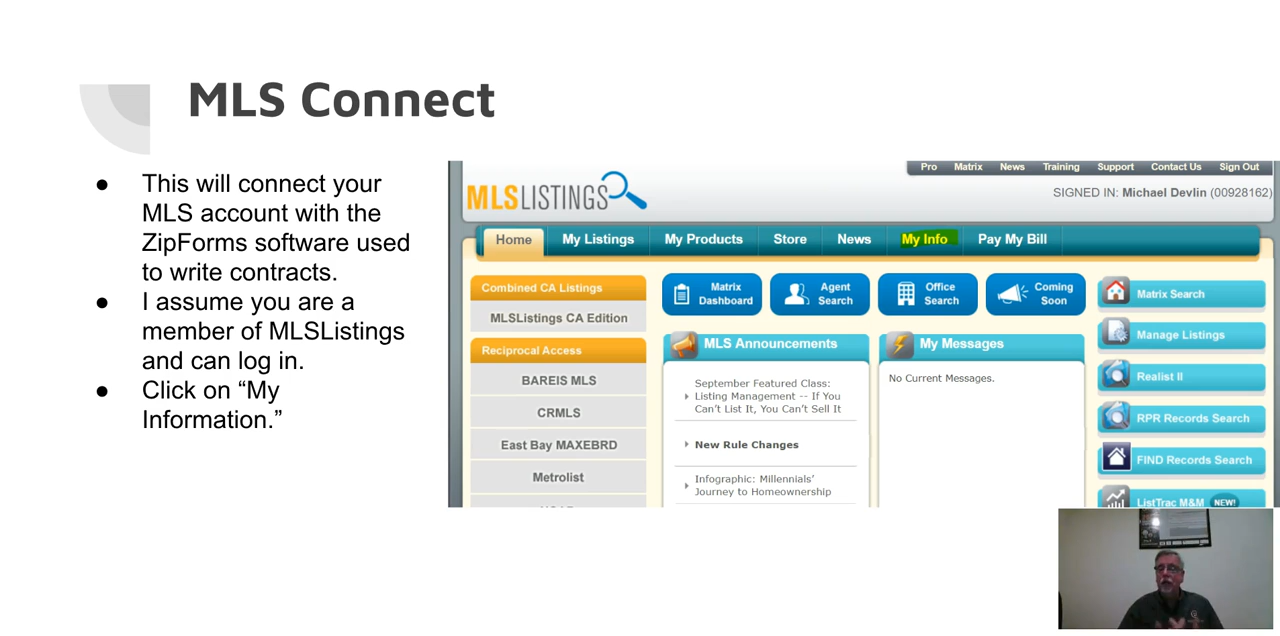 MLS Connect
● This will connect your
MLS account with the
ZipForms software used
to write contracts.
● I assume you are a
member of MLSListings
and can log in.
● Click on “My
Information.”
Pro Matrix News Training Support Contact Us Sign Out
MLSLISTINGS
SIGNED IN: Michael Devlin (00928162)
Home My Listings My Products Store News My Info Pay My Bill
Combined CA Listings
MLSListings CA Edition
Reciprocal Access
BAREIS MLS
CRMLS
East Bay MAXEBRD
Metrolist
Matrix
Dashboard
Agent
Search
Office
Search
Coming
Soon
MLS Announcements
September Featured Class:
Listing Management -- If You
Can’t List It, You Can’t Sell It
New Rule Changes
Infographic: Millennials’
Journey to Homeownership
My Messages
No Current Messages.
Matrix Search
Manage Listings
Realist II
RPR Records Search
FIND Records Search
ListTrac M&M NEW!